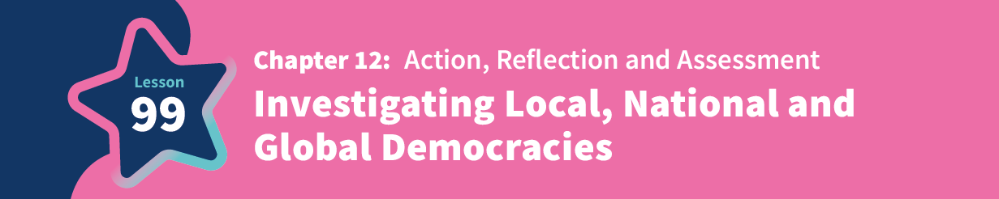 Lesson
99
Chapter 12: Action, Reflection and Assessment
Investigating Local, National and
Global Democracies